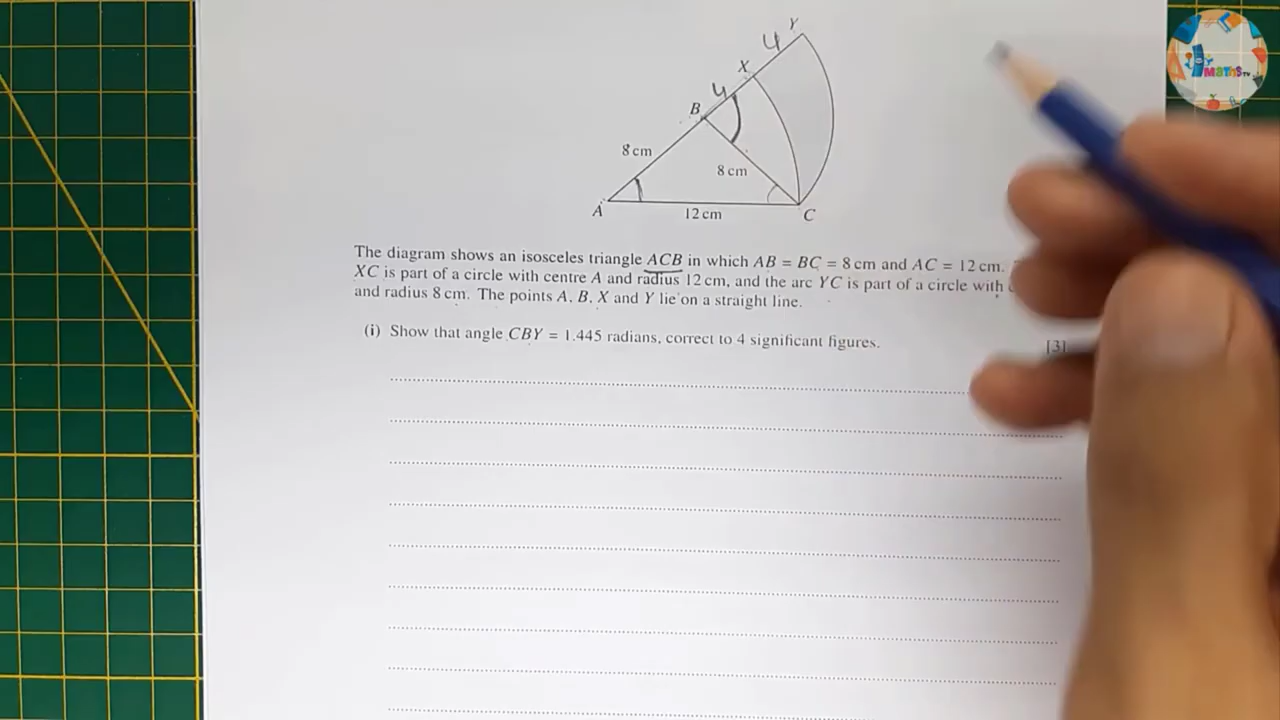 Y
4
X
4
B
8 cm
8 cm
A
12 cm
C
MATHS TV
The diagram shows an isosceles triangle ACB in which AB = BC = 8 cm and AC = 12 cm.
XC is part of a circle with centre A and radius 12 cm, and the arc YC is part of a circle with
and radius 8 cm. The points A, B, X and Y lie on a straight line.
(i) Show that angle CBY = 1.445 radians, correct to 4 significant figures.
[3]